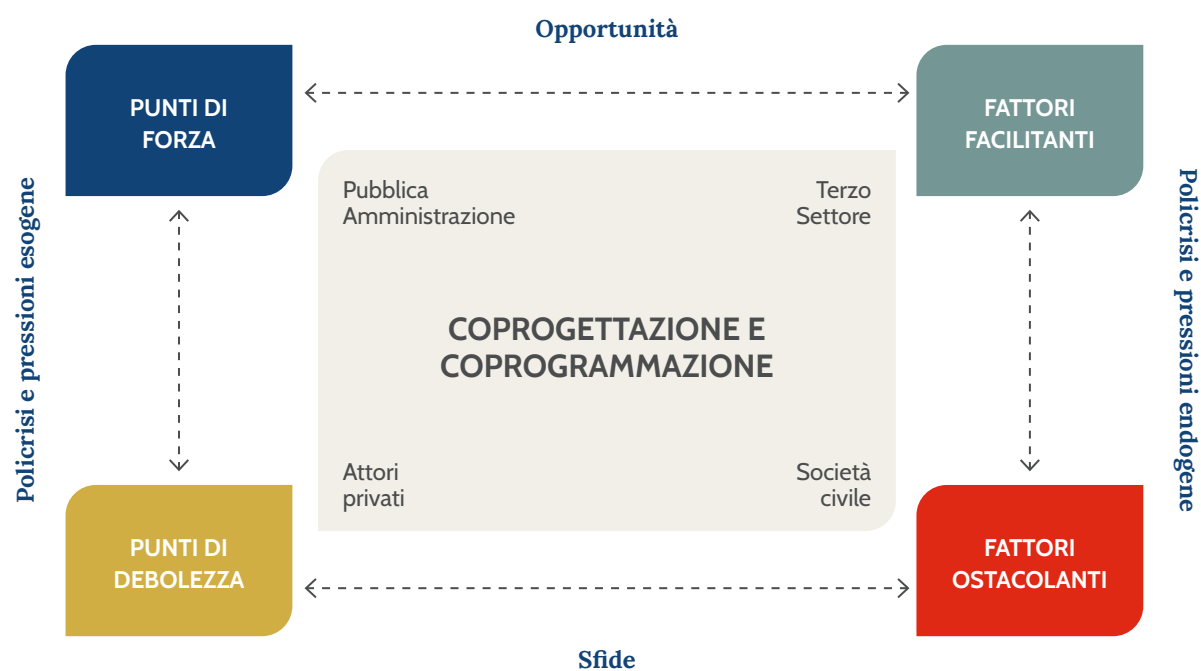 Opportunità
PUNTI DI
FORZA
FATTORI
FACILITANTI
Policrisi e pressioni esogene
Pubblica
Amministrazione
Terzo
Settore
Policrisi e pressioni endogene
COPROGETTAZIONE E
COPROGRAMMAZIONE
Attori
privati
Società
civile
PUNTI DI
DEBOLEZZA
FATTORI
OSTACOLANTI
Sfide